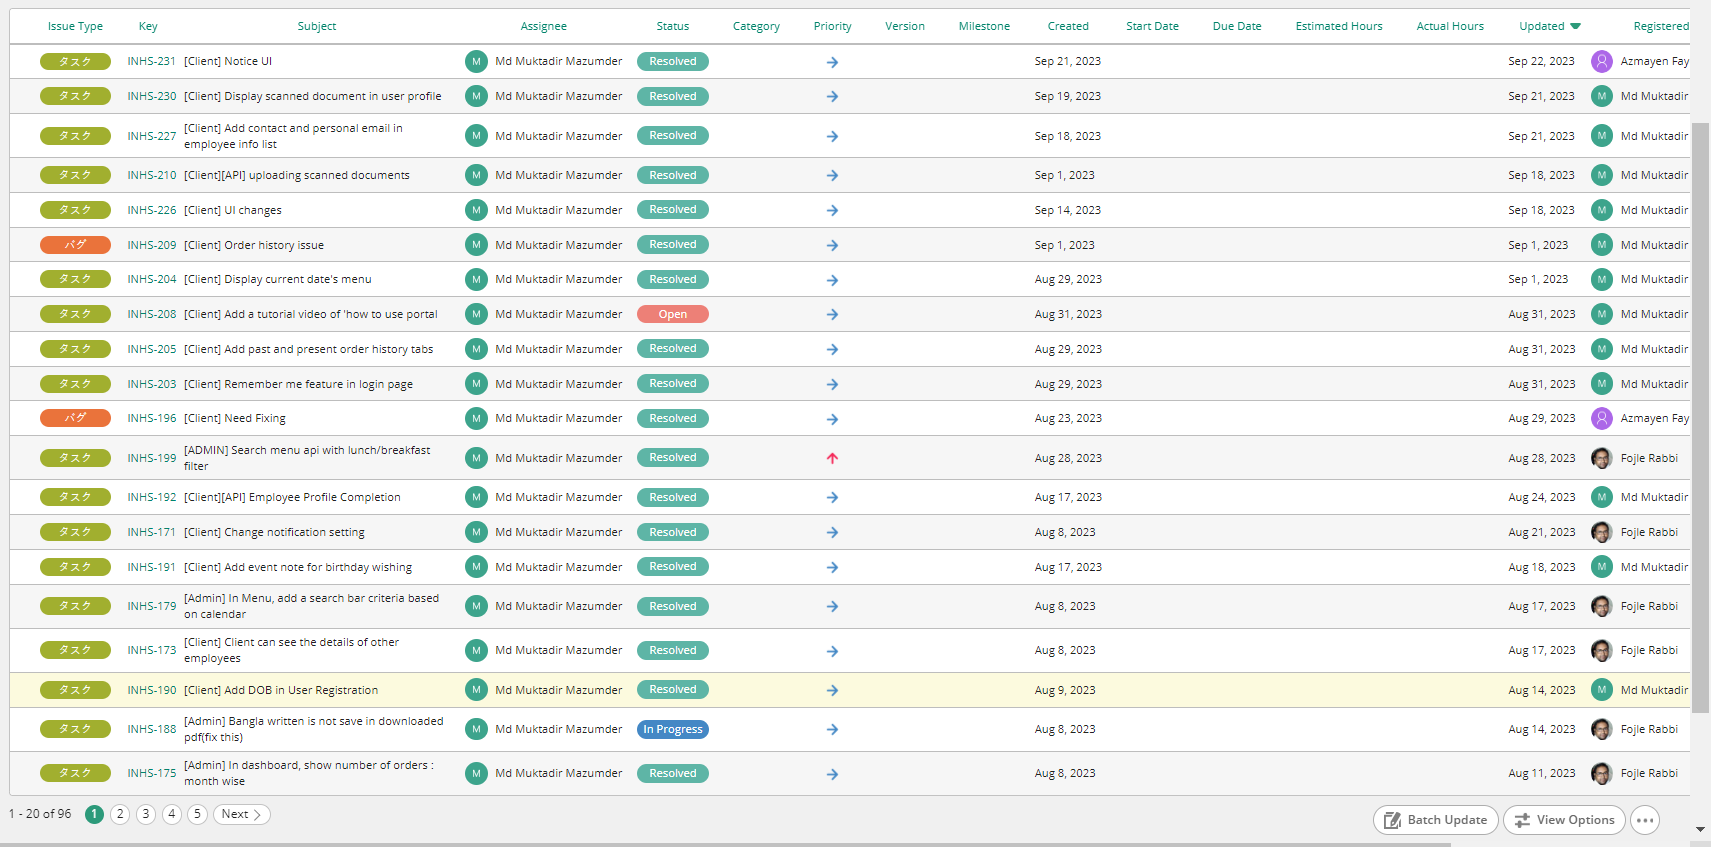 Issue Type Key Subject Assignee Status Category Priority Version Milestone Created Start Date Due Date Estimated Hours Actual Hours Updated Registered
タスク INHS-231 [Client] Notice UI M Md Muktadir Mazumder Resolved Sep 21, 2023 Sep 22, 2023 Azmayen Fay
タスク INHS-230 [Client] Display scanned document in user profile M Md Muktadir Mazumder Resolved Sep 19, 2023 Sep 21, 2023 M Md Muktadir
タスク INHS-227 [Client] Add contact and personal email in
employee info list M Md Muktadir Mazumder Resolved Sep 18, 2023 Sep 21, 2023 M Md Muktadir
タスク INHS-210 [Client][API] uploading scanned documents M Md Muktadir Mazumder Resolved Sep 1, 2023 Sep 18, 2023 M Md Muktadir
タスク INHS-226 [Client] UI changes M Md Muktadir Mazumder Resolved Sep 14, 2023 Sep 18, 2023 M Md Muktadir
バグ INHS-209 [Client] Order history issue M Md Muktadir Mazumder Resolved Sep 1, 2023 Sep 1, 2023 M Md Muktadir
タスク INHS-204 [Client] Display current date's menu M Md Muktadir Mazumder Resolved Aug 29, 2023 Sep 1, 2023 M Md Muktadir
タスク INHS-208 [Client] Add a tutorial video of 'how to use portal M Md Muktadir Mazumder Open Aug 31, 2023 Aug 31, 2023 M Md Muktadir
タスク INHS-205 [Client] Add past and present order history tabs M Md Muktadir Mazumder Resolved Aug 29, 2023 Aug 31, 2023 M Md Muktadir
タスク INHS-203 [Client] Remember me feature in login page M Md Muktadir Mazumder Resolved Aug 29, 2023 Aug 31, 2023 M Md Muktadir
バグ INHS-196 [Client] Need Fixing M Md Muktadir Mazumder Resolved Aug 23, 2023 Aug 29, 2023 Azmayen Fay
タスク INHS-199 [ADMIN] Search menu api with lunch/breakfast
filter M Md Muktadir Mazumder Resolved Aug 28, 2023 Aug 28, 2023 Fojle Rabbi
タスク INHS-192 [Client][API] Employee Profile Completion M Md Muktadir Mazumder Resolved Aug 17, 2023 Aug 24, 2023 M Md Muktadir
タスク INHS-171 [Client] Change notification setting M Md Muktadir Mazumder Resolved Aug 8, 2023 Aug 21, 2023 Fojle Rabbi
タスク INHS-191 [Client] Add event note for birthday wishing M Md Muktadir Mazumder Resolved Aug 17, 2023 Aug 18, 2023 M Md Muktadir
タスク INHS-179 [Admin] In Menu, add a search bar criteria based
on calendar M Md Muktadir Mazumder Resolved Aug 8, 2023 Aug 17, 2023 Fojle Rabbi
タスク INHS-173 [Client] Client can see the details of other
employees M Md Muktadir Mazumder Resolved Aug 8, 2023 Aug 17, 2023 Fojle Rabbi
タスク INHS-190 [Client] Add DOB in User Registration M Md Muktadir Mazumder Resolved Aug 9, 2023 Aug 14, 2023 M Md Muktadir
タスク INHS-188 [Admin] Bangla written is not save in downloaded
pdf(fix this) M Md Muktadir Mazumder In Progress Aug 8, 2023 Aug 14, 2023 Fojle Rabbi
タスク INHS-175 [Admin] In dashboard, show number of orders :
month wise M Md Muktadir Mazumder Resolved Aug 8, 2023 Aug 11, 2023 Fojle Rabbi
1 - 20 of 96 1 2 3 4 5 Next Batch Update View Options